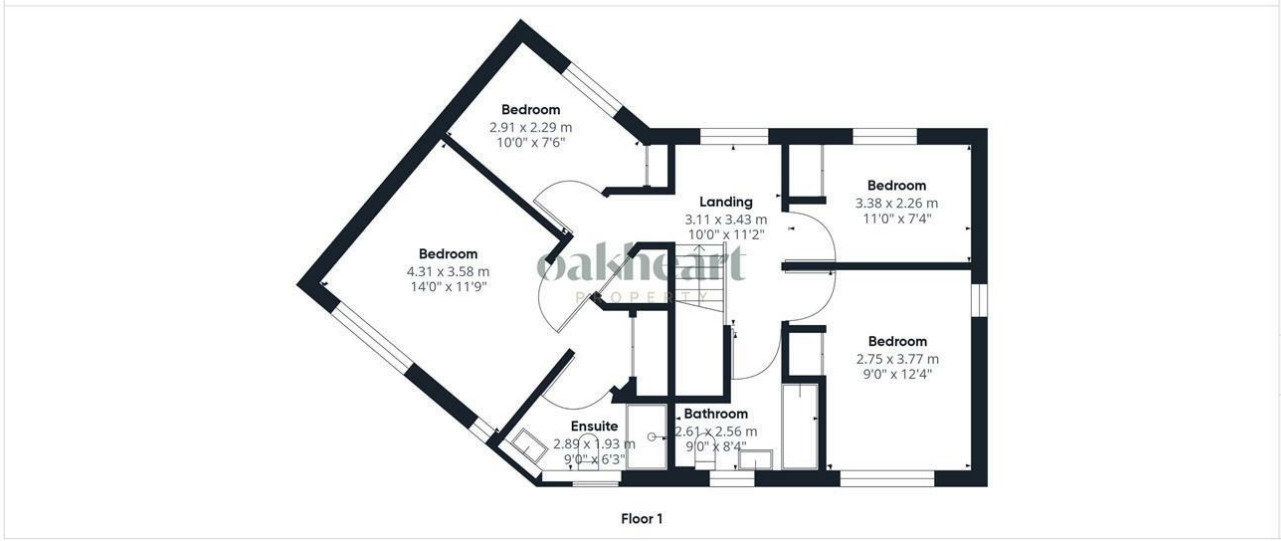 Bedroom
2.91 x 2.29 m
10'0" x 7'6"
Bedroom
4.31 x 3.58 m
14'0" x 11'9"
Landing
3.11 x 3.43 m
10'0" x 11'2"
Bedroom
3.38 x 2.26 m
11'0" x 7'4"
oakheart
PROPERTY
Bedroom
2.75 x 3.77 m
9'0" x 12'4"
Ensuite
2.89 x 1.93 m
9'0" x 6'3"
Bathroom
2.61 x 2.56 m
9'0" x 8'4"
Floor 1